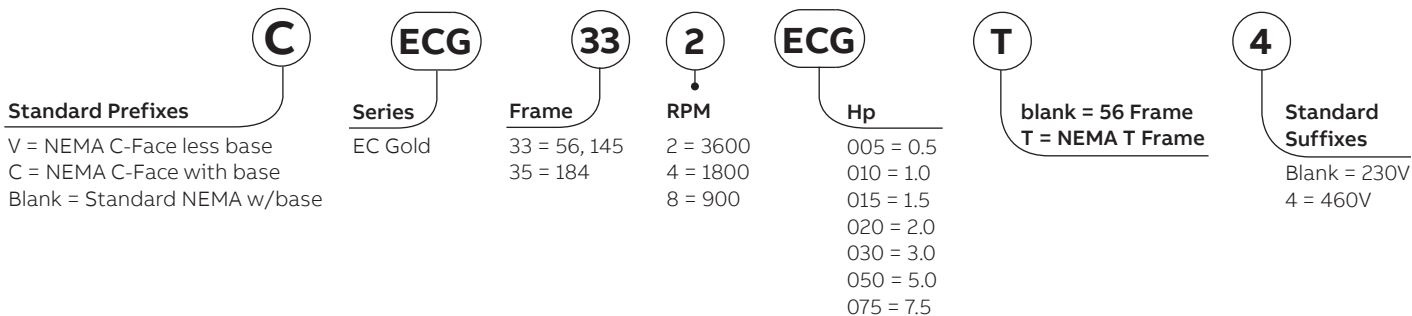 C ECG 33 2 ECG T 4
Standard Prefixes
V = NEMA C-Face less base
C = NEMA C-Face with base
Blank = Standard NEMA w/base
Series
EC Gold
Frame
33 = 56, 145
35 = 184
RPM
2 = 3600
4 = 1800
8 = 900
Hp
005 = 0.5
010 = 1.0
015 = 1.5
020 = 2.0
030 = 3.0
050 = 5.0
075 = 7.5
blank = 56 Frame
T = NEMA T Frame
Standard
Suffixes
Blank = 230V
4 = 460V